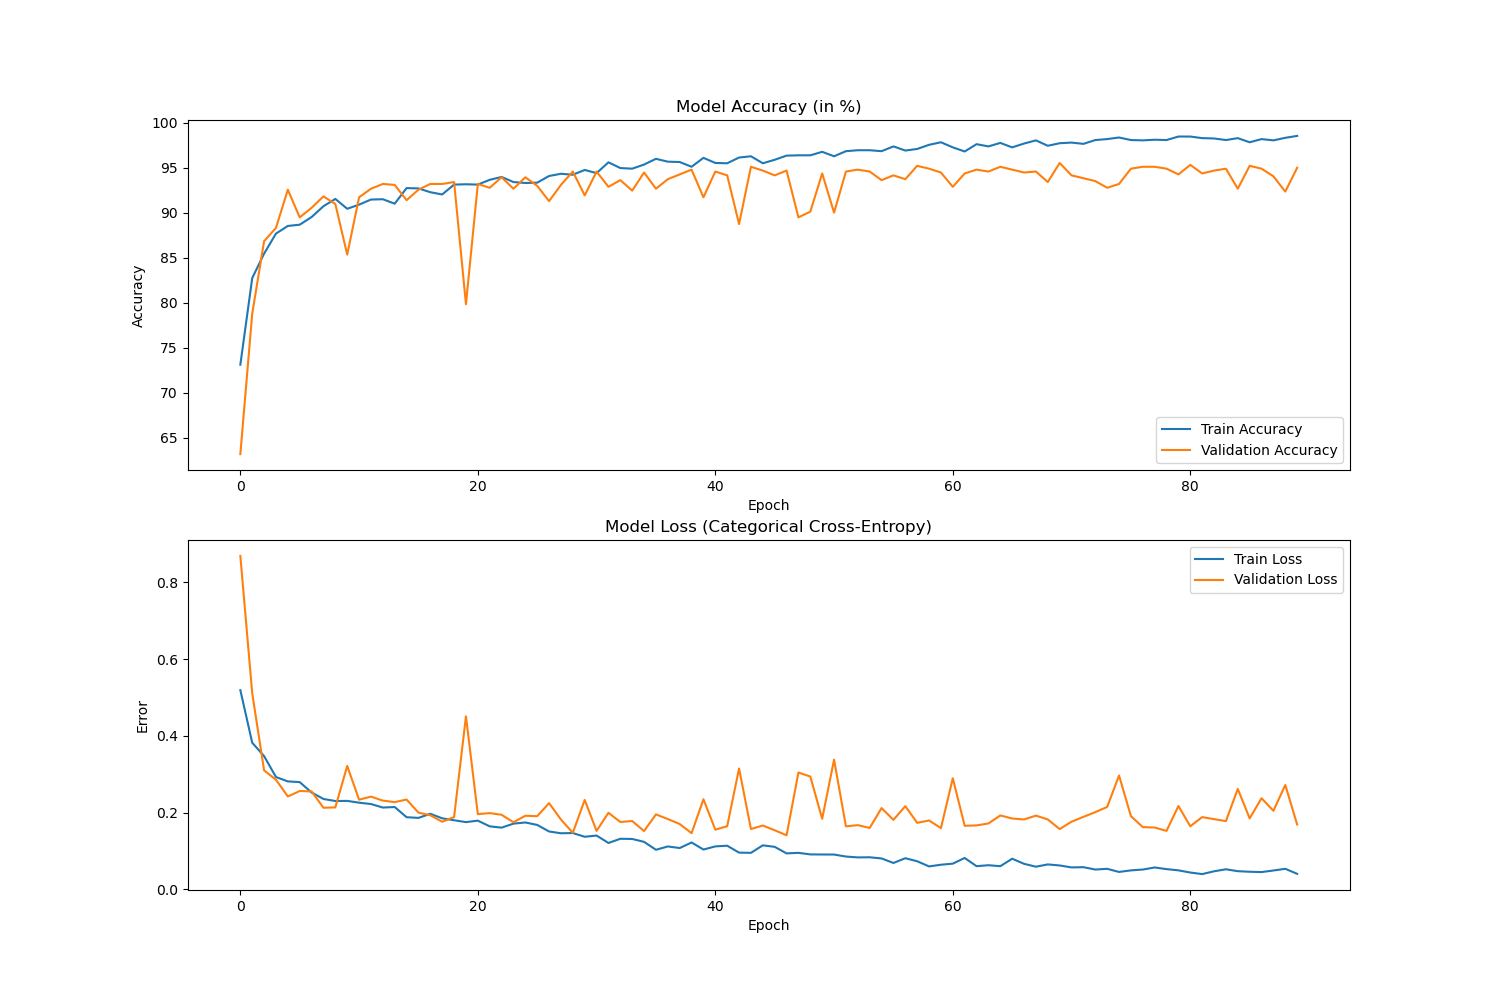 Model Accuracy (in %)
100
95
90
85
80
75
70
65
Accuracy
Train Accuracy
Validation Accuracy
0 20 40 60 80
Epoch
Model Loss (Categorical Cross-Entropy)
0.8
0.6
0.4
0.2
0.0
Error
Train Loss
Validation Loss
0 20 40 60 80
Epoch